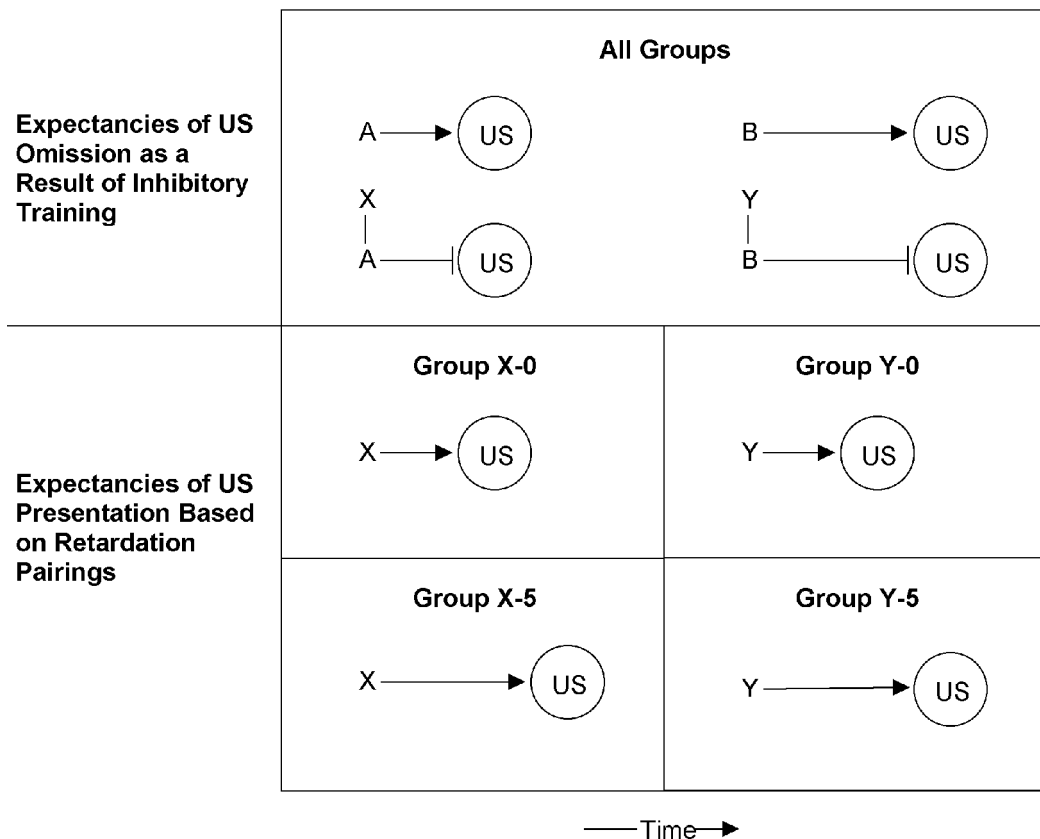 All Groups
Expectancies of US
Omission as a
Result of Inhibitory
Training
A US B US
X Y
A US B US
Group X-0 Group Y-0
X US Y US
Expectancies of US
Presentation Based
on Retardation
Pairings
Group X-5 Group Y-5
X US Y US
Time